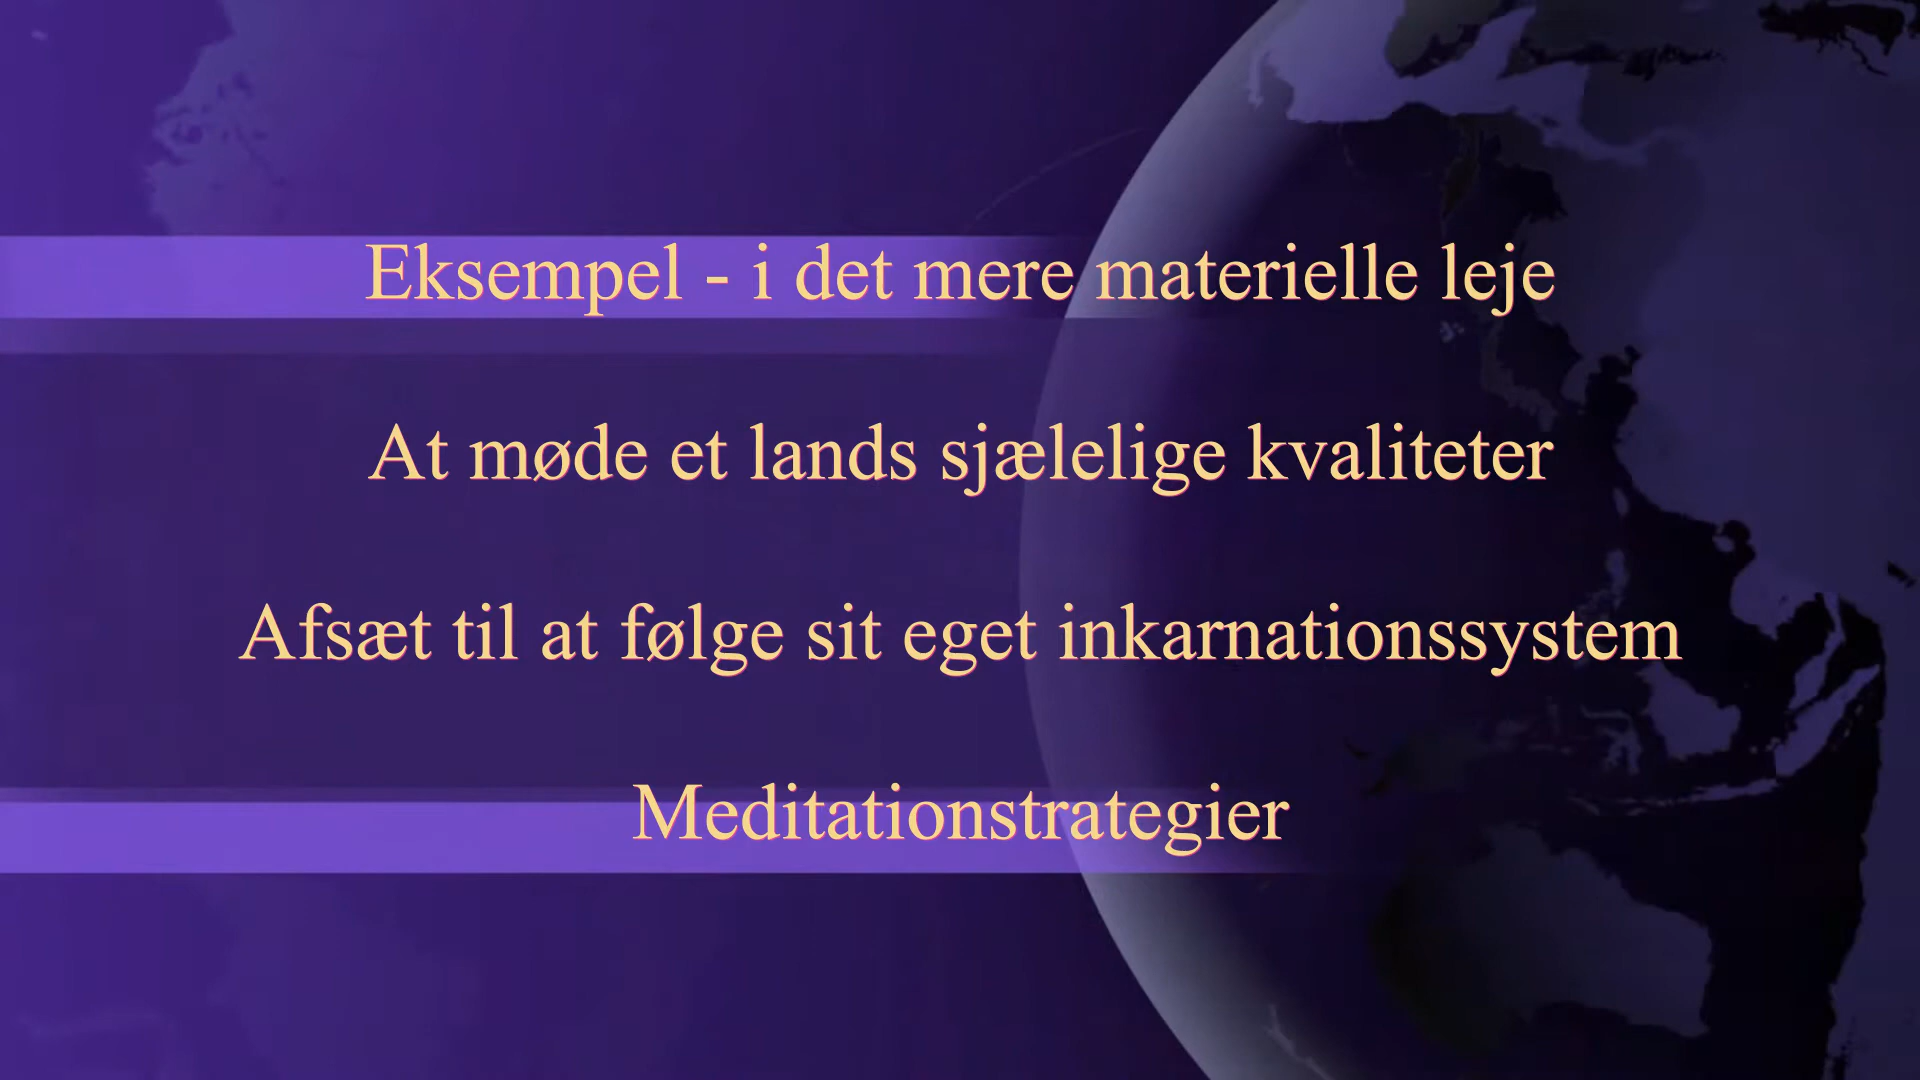 Eksempel - i det mere materielle leje
At møde et lands sjælelige kvaliteter
Afsæt til at følge sit eget inkarnationssystem
Meditationstrategier